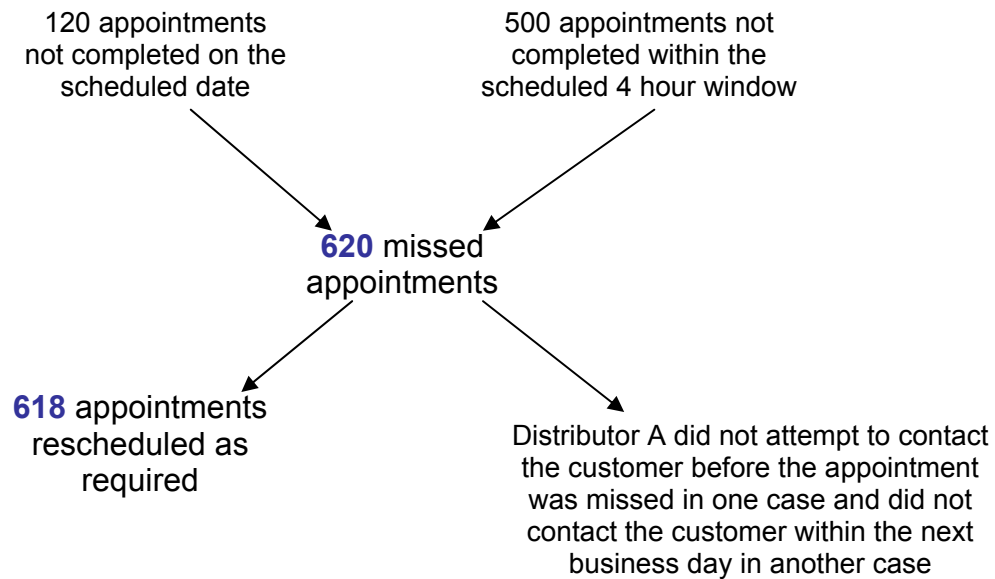 120 appointments
not completed on the
scheduled date
500 appointments not
completed within the
scheduled 4 hour window
620 missed
appointments
618 appointments
rescheduled as
required
Distributor A did not attempt to contact
the customer before the appointment
was missed in one case and did not
contact the customer within the next
business day in another case